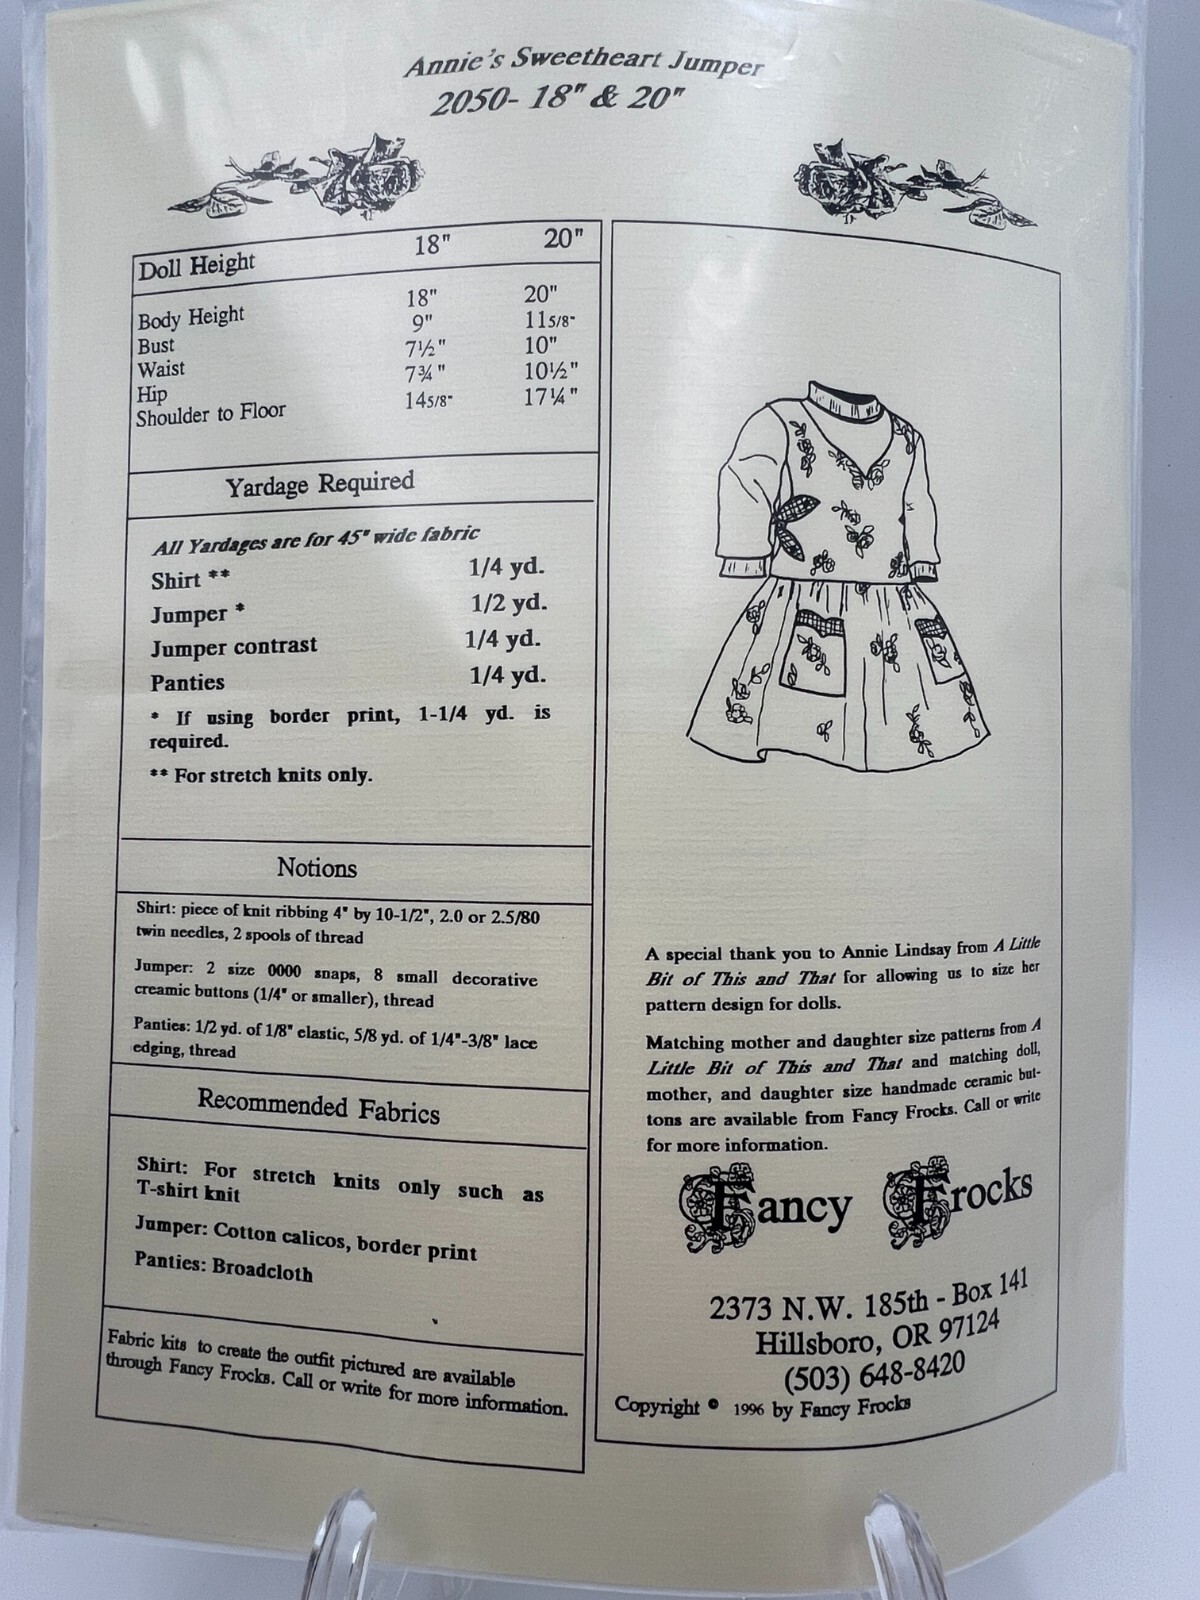 Annie's Sweetheart Jumper
2050- 18" & 20"
Doll Height 18" 20"
Body Height 18" 20"
Bust 9" 11 5/8"
Waist 7½" 10"
Hip 7¾" 10½"
Shoulder to Floor 14 5/8" 17¼"
Yardage Required
All Yardages are for 45" wide fabric
Shirt ** 1/4 yd.
Jumper * 1/2 yd.
Jumper contrast 1/4 yd.
Panties 1/4 yd.
* If using border print, 1-1/4 yd. is
required.
** For stretch knits only.
Notions
Shirt: piece of knit ribbing 4" by 10-1/2", 2.0 or 2.5/80
twin needles, 2 spools of thread
Jumper: 2 size 0000 snaps, 8 small decorative
creamic buttons (1/4" or smaller), thread
Panties: 1/2 yd. of 1/8" elastic, 5/8 yd. of 1/4"-3/8" lace
edging, thread
Recommended Fabrics
Shirt: For stretch knits only such as
T-shirt knit
Jumper: Cotton calicos, border print
Panties: Broadcloth
Fabric kits to create the outfit pictured are available
through Fancy Frocks. Call or write for more information.
A special thank you to Annie Lindsay from A Little
Bit of This and That for allowing us to size her
pattern design for dolls.
Matching mother and daughter size patterns from A
Little Bit of This and That and matching doll,
mother, and daughter size handmade ceramic but-
tons are available from Fancy Frocks. Call or write
for more information.
Fancy Frocks
2373 N.W. 185th - Box 141
Hillsboro, OR 97124
(503) 648-8420
Copyright © 1996 by Fancy Frocks